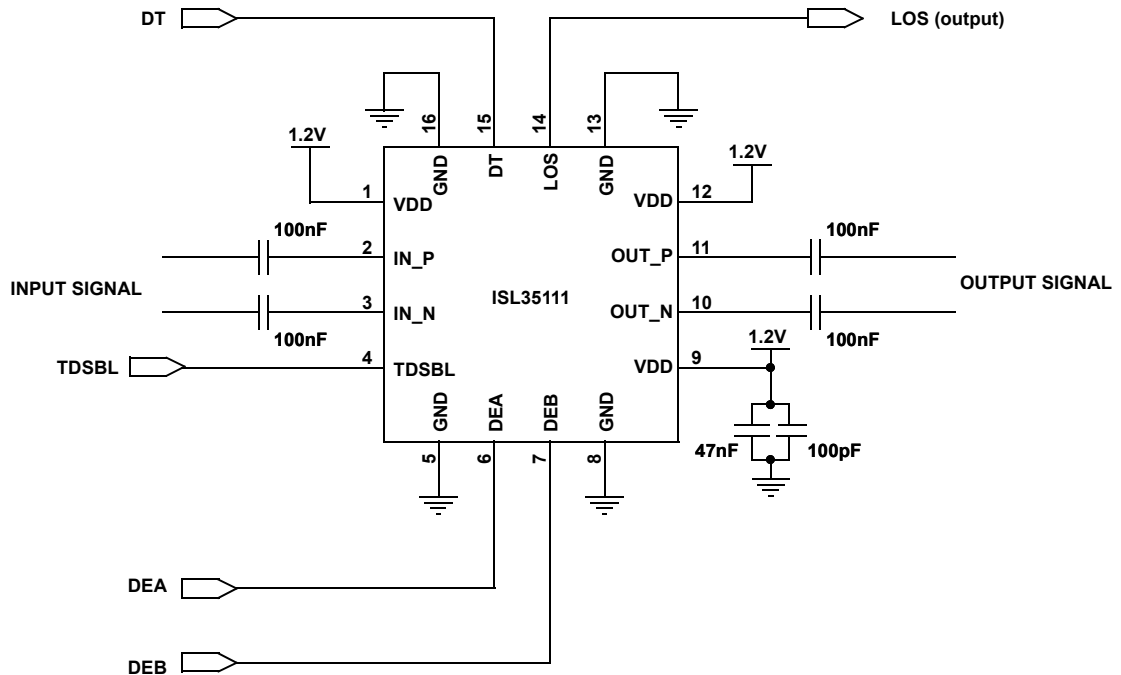 DT
LOS (output)
16
15
14
13
GND
DT
LOS
GND
1.2V
1.2V
1
VDD
VDD
12
100nF
100nF
2
IN_P
OUT_P
11
INPUT SIGNAL
ISL35111
OUTPUT SIGNAL
3
IN_N
OUT_N
10
100nF
100nF
1.2V
TDSBL
4
TDSBL
VDD
9
GND
DEA
DEB
GND
5
6
7
8
47nF
100pF
DEA
DEB